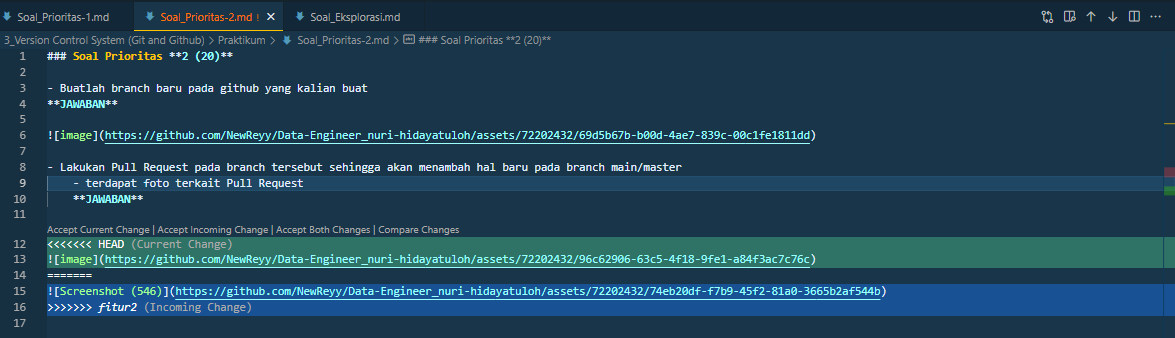 Soal_Prioritas-1.md
Soal_Prioritas-2.md !
Soal_Eksplorasi.md
3_Version Control System (Git and Github) > Praktikum > Soal_Prioritas-2.md > ### Soal Prioritas **2 (20)**
1 ### Soal Prioritas **2 (20)**
2
3 - Buatlah branch baru pada github yang kalian buat
4 **JAWABAN**
5
6 ![image](https://github.com/NewReyy/Data-Engineer_nuri-hidayatuloh/assets/72202432/69d5b67b-b00d-4ae7-839c-00c1fe1811dd)
7
8 - Lakukan Pull Request pada branch tersebut sehingga akan menambah hal baru pada branch main/master
9 - terdapat foto terkait Pull Request
10 **JAWABAN**
11
Accept Current Change | Accept Incoming Change | Accept Both Changes | Compare Changes
12 <<<<<<< HEAD (Current Change)
13 ![image](https://github.com/NewReyy/Data-Engineer_nuri-hidayatuloh/assets/72202432/96c62906-63c5-4f18-9fe1-a84f3ac7c76c)
14 =======
15 ![Screenshot (546)](https://github.com/NewReyy/Data-Engineer_nuri-hidayatuloh/assets/72202432/74eb20df-f7b9-45f2-81a0-3665b2af544b)
16 >>>>>>> fitur2 (Incoming Change)
17